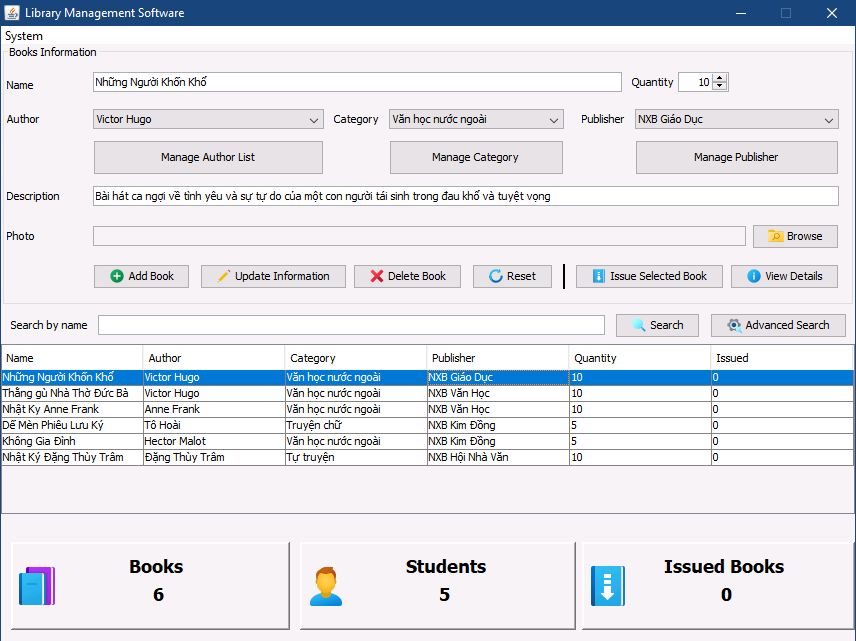 Library Management Software
System
Books Information
Name Những Người Khốn Khổ Quantity 10
Author Victor Hugo Category Văn học nước ngoài Publisher NXB Giáo Dục
Manage Author List Manage Category Manage Publisher
Description Bài hát ca ngợi về tình yêu và sự tự do của một con người tái sinh trong đau khổ và tuyệt vọng
Photo Browse
Add Book Update Information Delete Book Reset Issue Selected Book View Details
Search by name Search Advanced Search
Name Author Category Publisher Quantity Issued
Những Người Khốn Khổ Victor Hugo Văn học nước ngoài NXB Giáo Dục 10 0
Thằng gù Nhà Thờ Đức Bà Victor Hugo Văn học nước ngoài NXB Văn Học 10 0
Nhật Ky Anne Frank Anne Frank Văn học nước ngoài NXB Văn Học 10 0
Dế Mèn Phiêu Lưu Ký Tô Hoài Truyện chữ NXB Kim Đồng 5 0
Không Gia Đình Hector Malot Văn học nước ngoài NXB Kim Đồng 5 0
Nhật Ký Đặng Thùy Trâm Đặng Thùy Trâm Tự truyện NXB Hội Nhà Văn 10 0
Books Students Issued Books
6 5 0